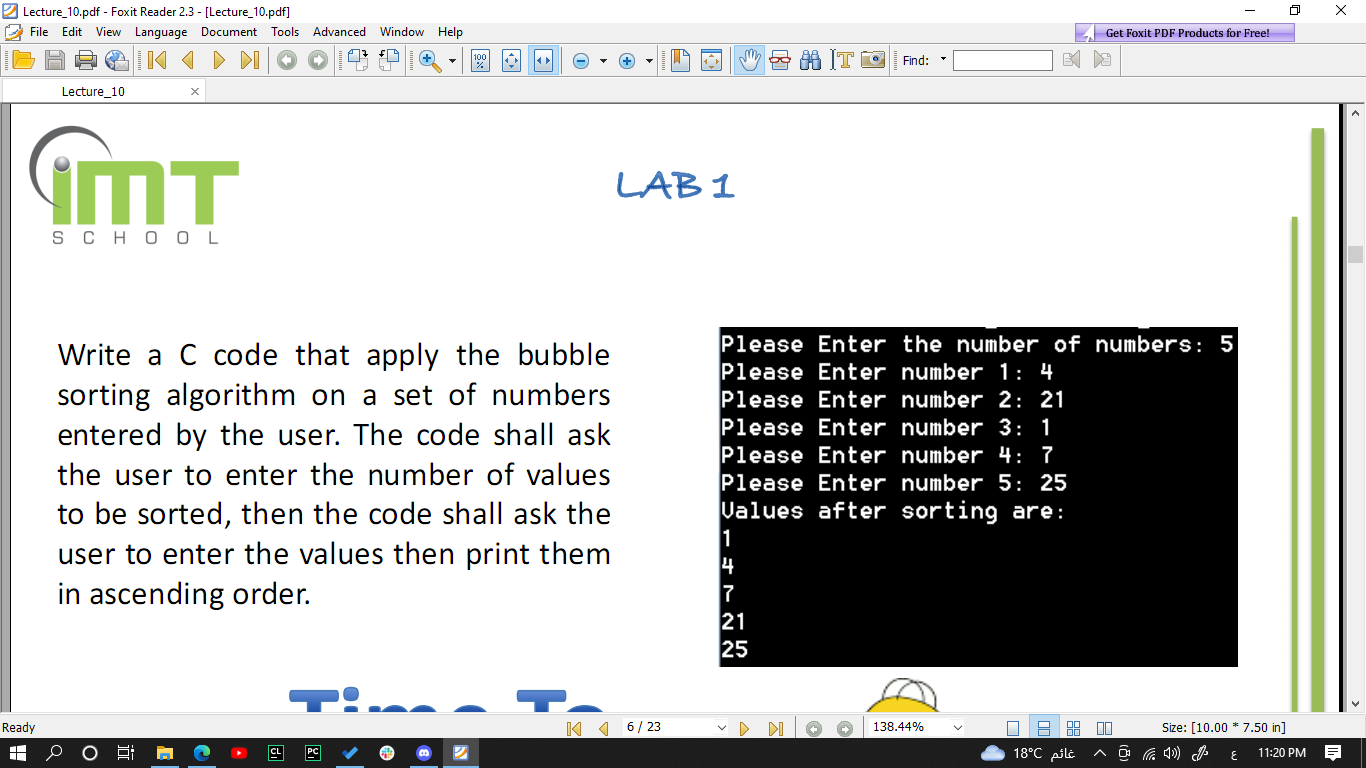 Lecture_10.pdf - Foxit Reader 2.3 - [Lecture_10.pdf]
File Edit View Language Document Tools Advanced Window Help
Get Foxit PDF Products for Free!
100 %
Find:
Lecture_10
iMT
SCHOOL
LAB 1
Write a C code that apply the bubble
sorting algorithm on a set of numbers
entered by the user. The code shall ask
the user to enter the number of values
to be sorted, then the code shall ask the
user to enter the values then print them
in ascending order.
Please Enter the number of numbers: 5
Please Enter number 1: 4
Please Enter number 2: 21
Please Enter number 3: 1
Please Enter number 4: 7
Please Enter number 5: 25
Values after sorting are:
1
4
7
21
25
Time To
Ready
6 / 23
138.44%
Size: [10.00 * 7.50 in]
CL
PC
18°C غائم
ع
11:20 PM